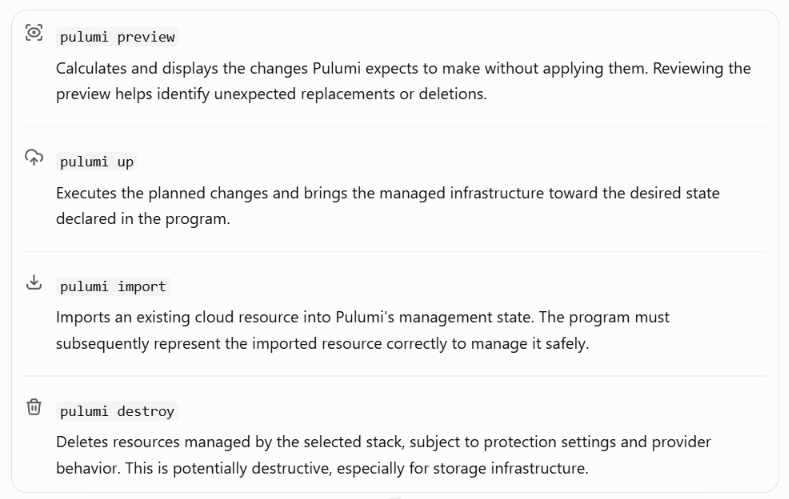 pulumi preview
Calculates and displays the changes Pulumi expects to make without applying them. Reviewing the
preview helps identify unexpected replacements or deletions.
pulumi up
Executes the planned changes and brings the managed infrastructure toward the desired state
declared in the program.
pulumi import
Imports an existing cloud resource into Pulumi's management state. The program must
subsequently represent the imported resource correctly to manage it safely.
pulumi destroy
Deletes resources managed by the selected stack, subject to protection settings and provider
behavior. This is potentially destructive, especially for storage infrastructure.